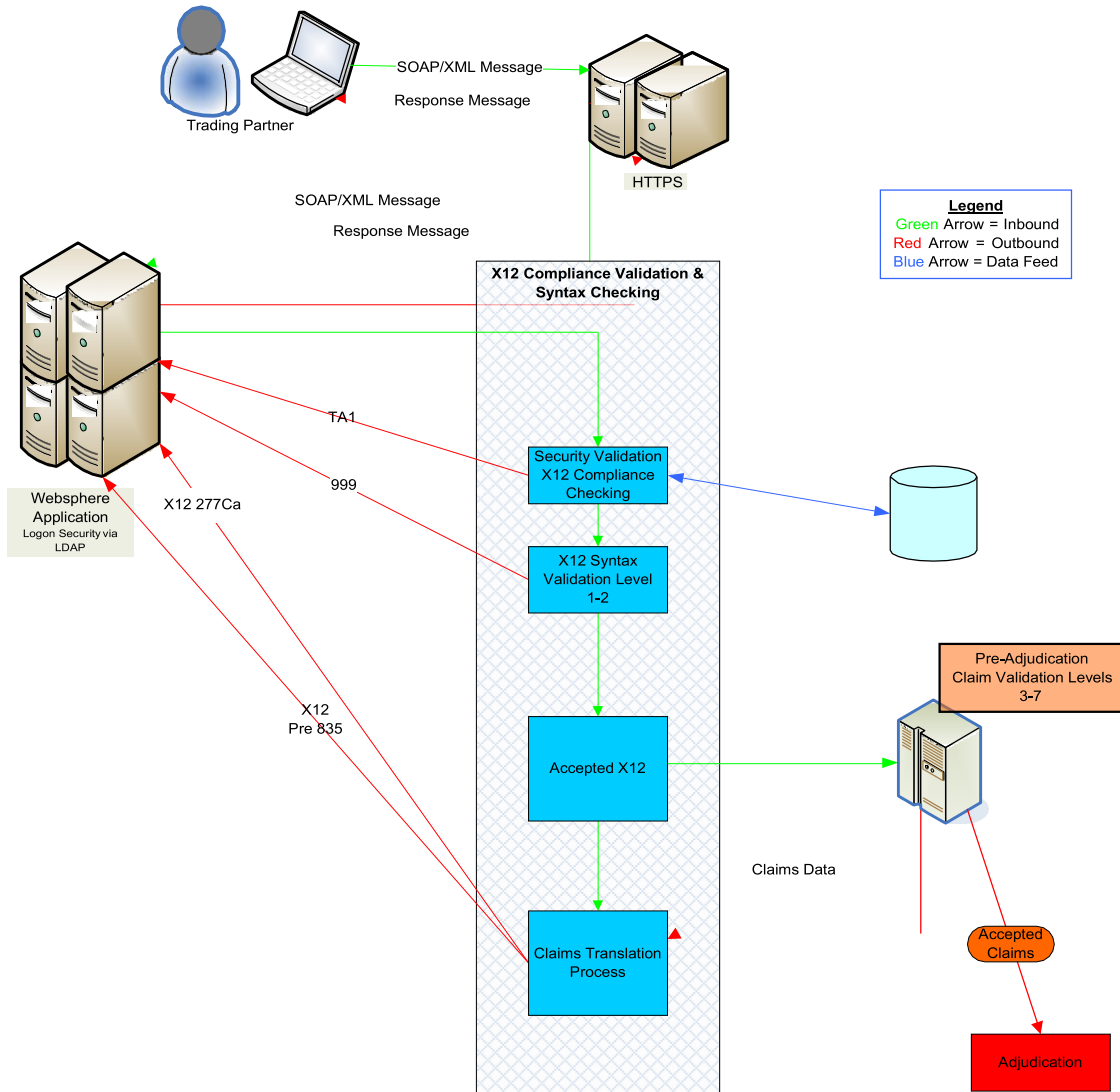 SOAP/XML Message
Response Message
Trading Partner
HTTPS
SOAP/XML Message
Response Message
Legend
Green Arrow = Inbound
Red Arrow = Outbound
Blue Arrow = Data Feed
X12 Compliance Validation &
Syntax Checking
TA1
Security Validation
X12 Compliance
Checking
999
X12 277Ca
Websphere
Application
Logon Security via
LDAP
X12 Syntax
Validation Level
1-2
Pre-Adjudication
Claim Validation Levels
3-7
X12
Pre 835
Accepted X12
Claims Data
Accepted
Claims
Claims Translation
Process
Adjudication